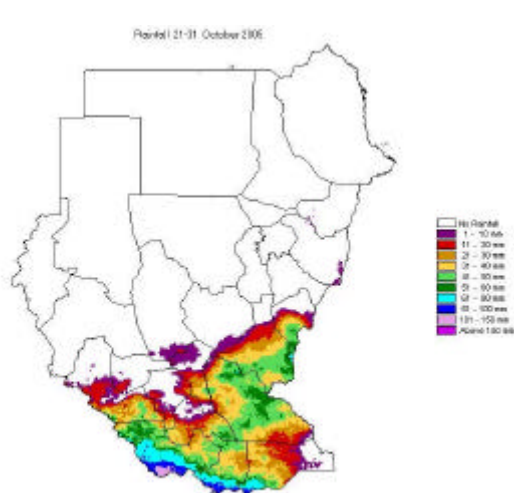 Rainfall 21-31 October 2005
No Rainfall
1 - 10 mm
11 - 20 mm
21 - 30 mm
31 - 40 mm
41 - 50 mm
51 - 60 mm
61 - 80 mm
81 - 100 mm
101 - 150 mm
Above 150 mm